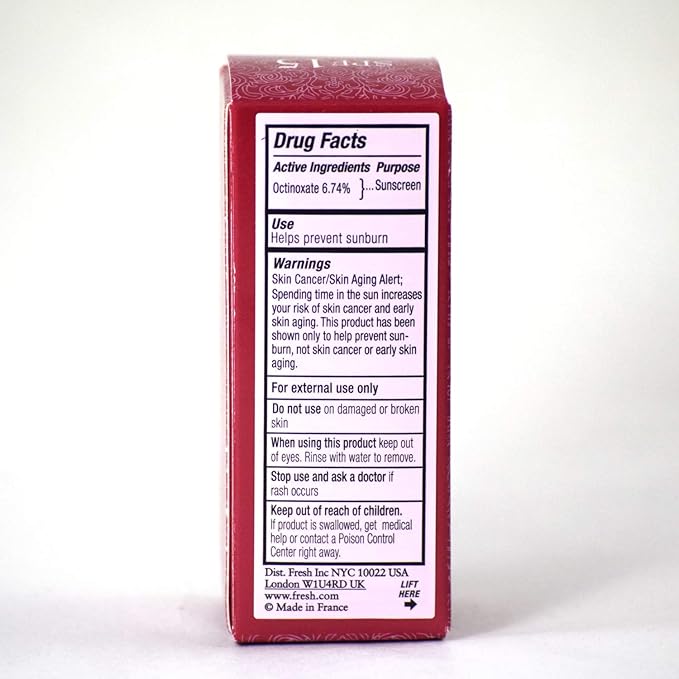 SPF 15
Drug Facts
Active Ingredients Purpose
Octinoxate 6.74% }... Sunscreen
Use
Helps prevent sunburn
Warnings
Skin Cancer/Skin Aging Alert;
Spending time in the sun increases
your risk of skin cancer and early
skin aging. This product has been
shown only to help prevent sun-
burn, not skin cancer or early skin
aging.
For external use only
Do not use on damaged or broken
skin
When using this product keep out
of eyes. Rinse with water to remove.
Stop use and ask a doctor if
rash occurs
Keep out of reach of children.
If product is swallowed, get medical
help or contact a Poison Control
Center right away.
Dist. Fresh Inc NYC 10022 USA
London W1U4RD UK
www.fresh.com
© Made in France
LIFT
HERE
➔